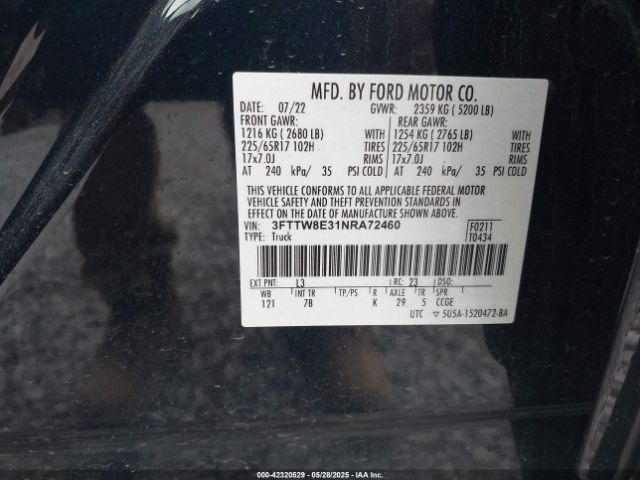 MFD. BY FORD MOTOR CO.
DATE: 07/22 GVWR: 2359 KG ( 5200 LB)
FRONT GAWR: REAR GAWR:
1216 KG ( 2680 LB) WITH 1254 KG ( 2765 LB) WITH
225/65R17 102H TIRES 225/65R17 102H TIRES
17x7.0J RIMS 17x7.0J RIMS
AT 240 kPa/ 35 PSI COLD AT 240 kPa/ 35 PSI COLD
THIS VEHICLE CONFORMS TO ALL APPLICABLE FEDERAL MOTOR
VEHICLE SAFETY AND THEFT PREVENTION STANDARDS IN
EFFECT ON THE DATE OF MANUFACTURE SHOWN ABOVE.
VIN: 3FTTW8E31NRA72460 F0211
TYPE: Truck T0434
EXT PNT: L3 RC: 23 DSO:
WB INT TR TP/PS R AXLE TR SPR
121 7B K 29 5 CCGE
UTC ▽ 5U5A-1520472-BA
000-42320529 | 05/28/2025 | IAA Inc.